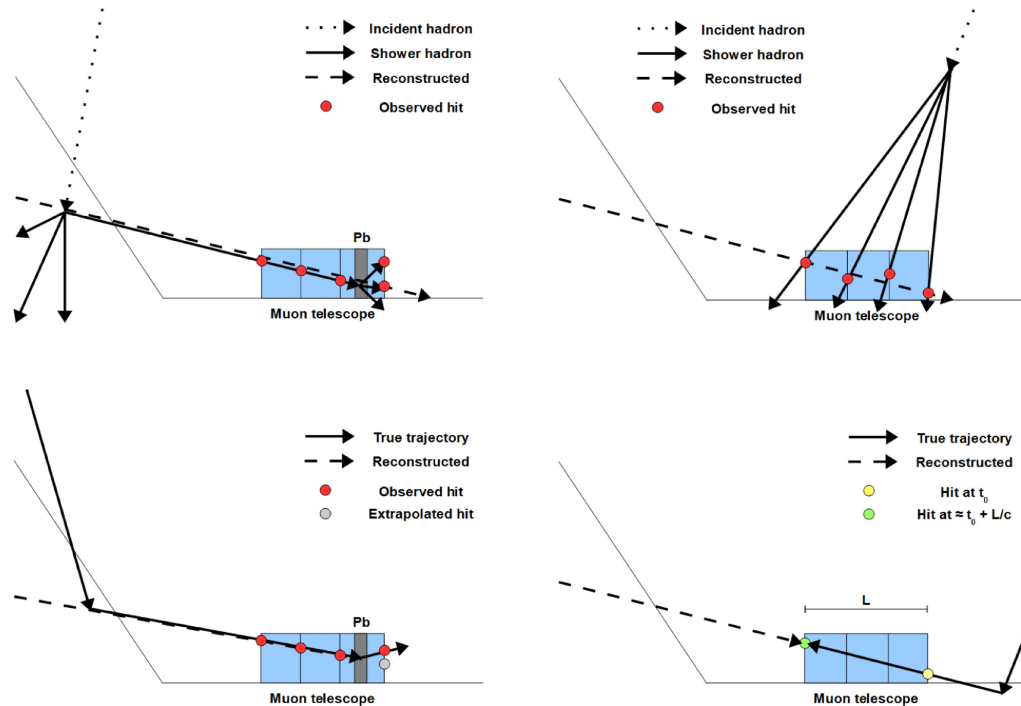 Incident hadron
Shower hadron
Reconstructed
Observed hit
Pb
Muon telescope
Incident hadron
Shower hadron
Reconstructed
Observed hit
Muon telescope
True trajectory
Reconstructed
Observed hit
Extrapolated hit
Pb
Muon telescope
True trajectory
Reconstructed
Hit at t₀
Hit at ≈ t₀ + L/c
L
Muon telescope